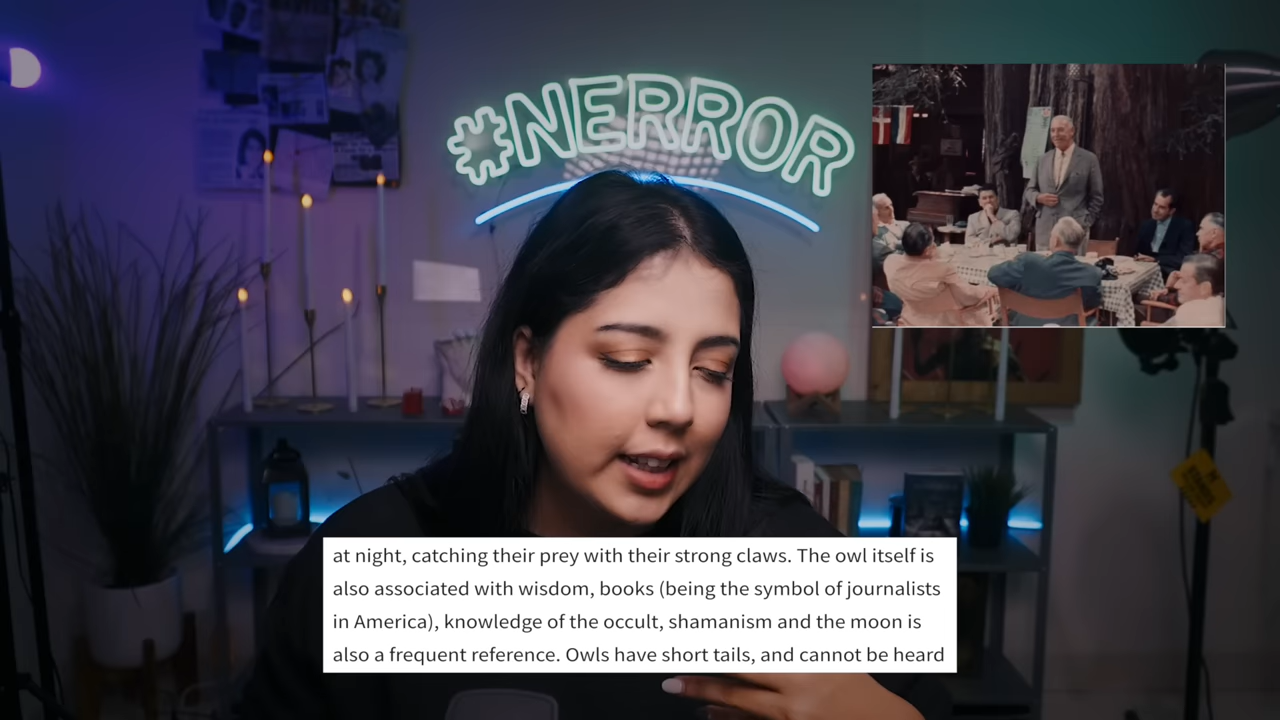 #NERROR
at night, catching their prey with their strong claws. The owl itself is
also associated with wisdom, books (being the symbol of journalists
in America), knowledge of the occult, shamanism and the moon is
also a frequent reference. Owls have short tails, and cannot be heard